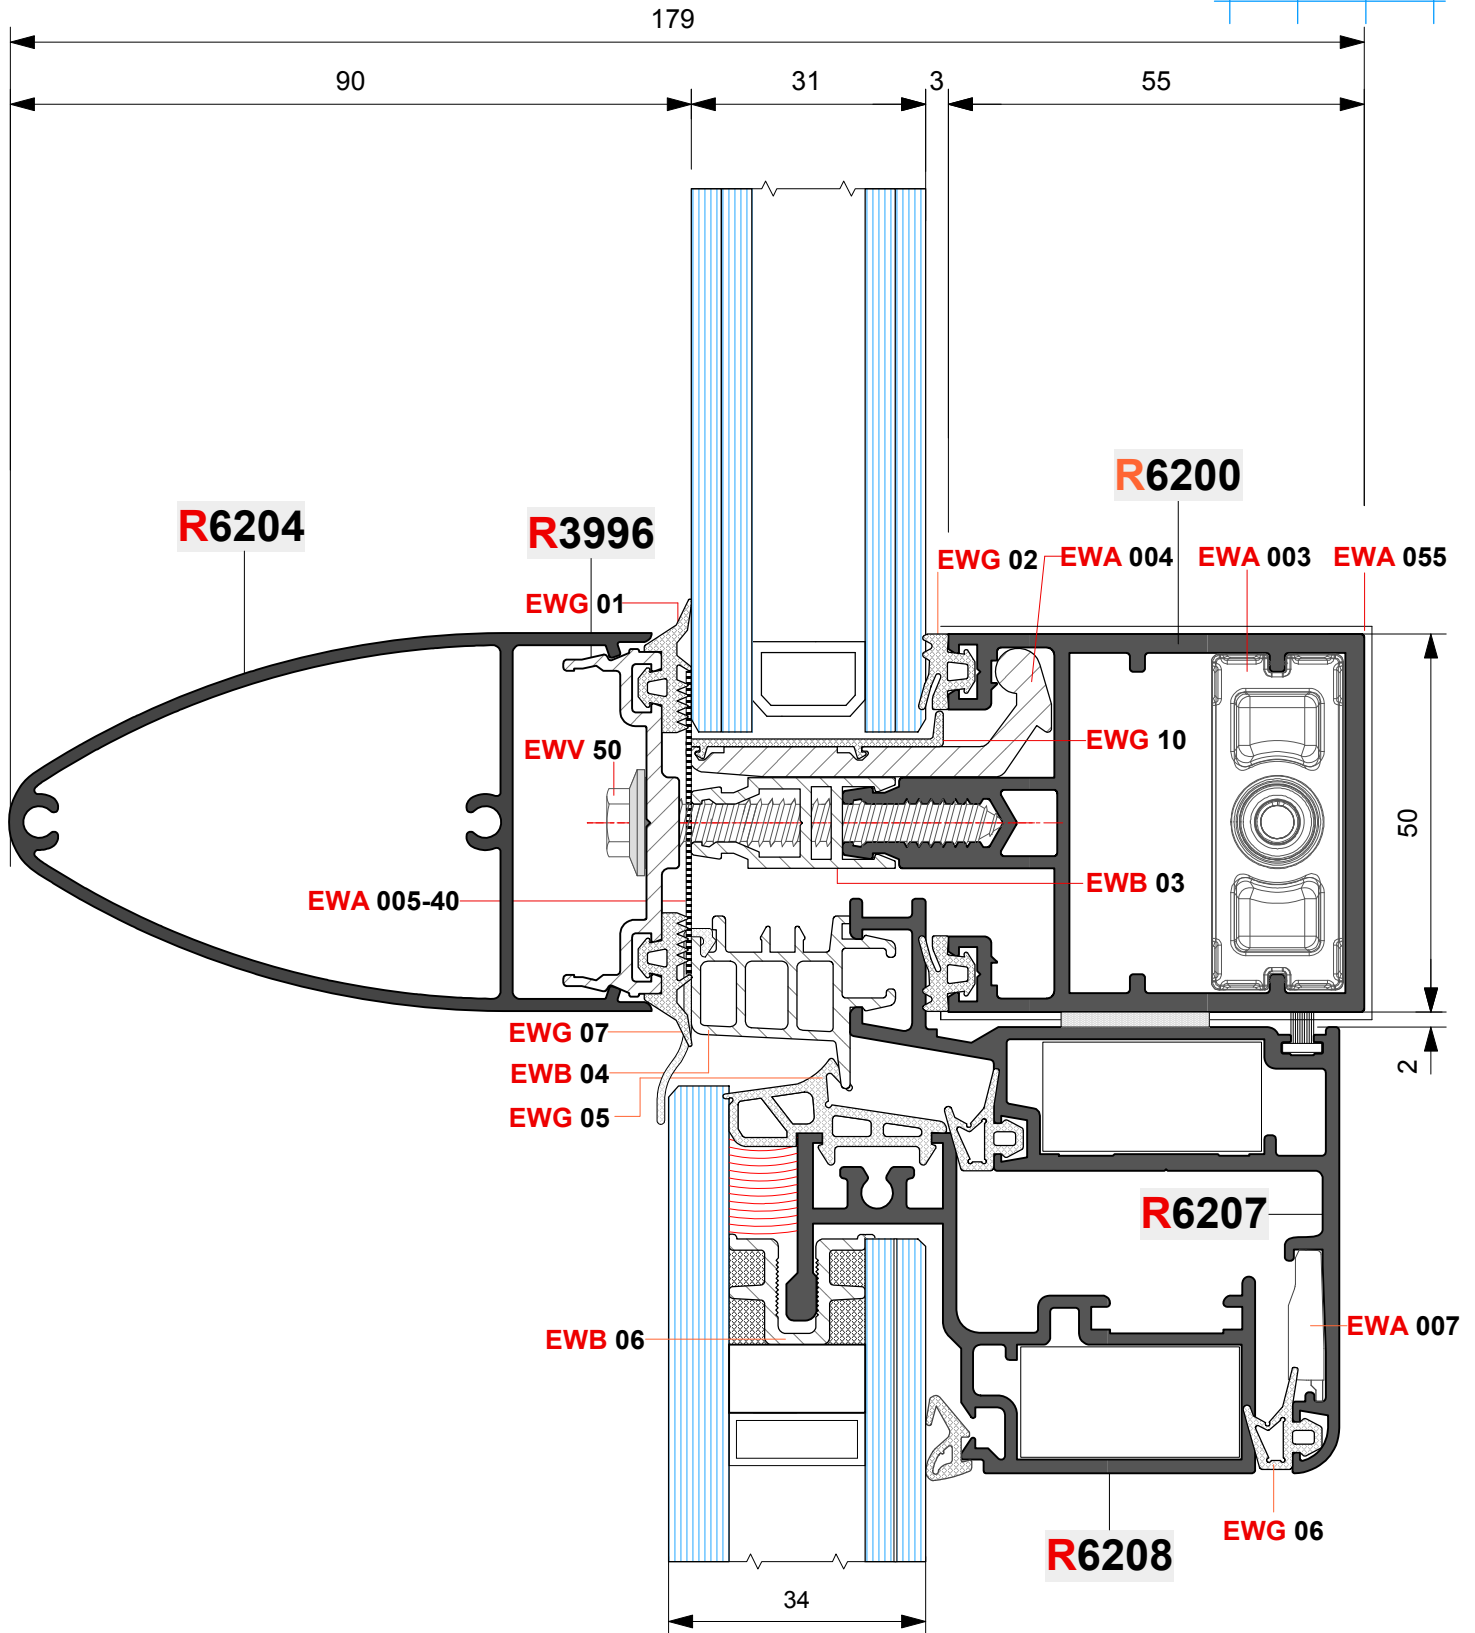 179
90
31
3
55
R6200
R6204
R3996
EWG 02
EWA 004
EWA 003
EWA 055
EWG 01
EWV 50
EWG 10
50
EWB 03
EWA 005-40
EWG 07
EWB 04
2
EWG 05
R6207
EWB 06
EWA 007
EWG 06
R6208
34